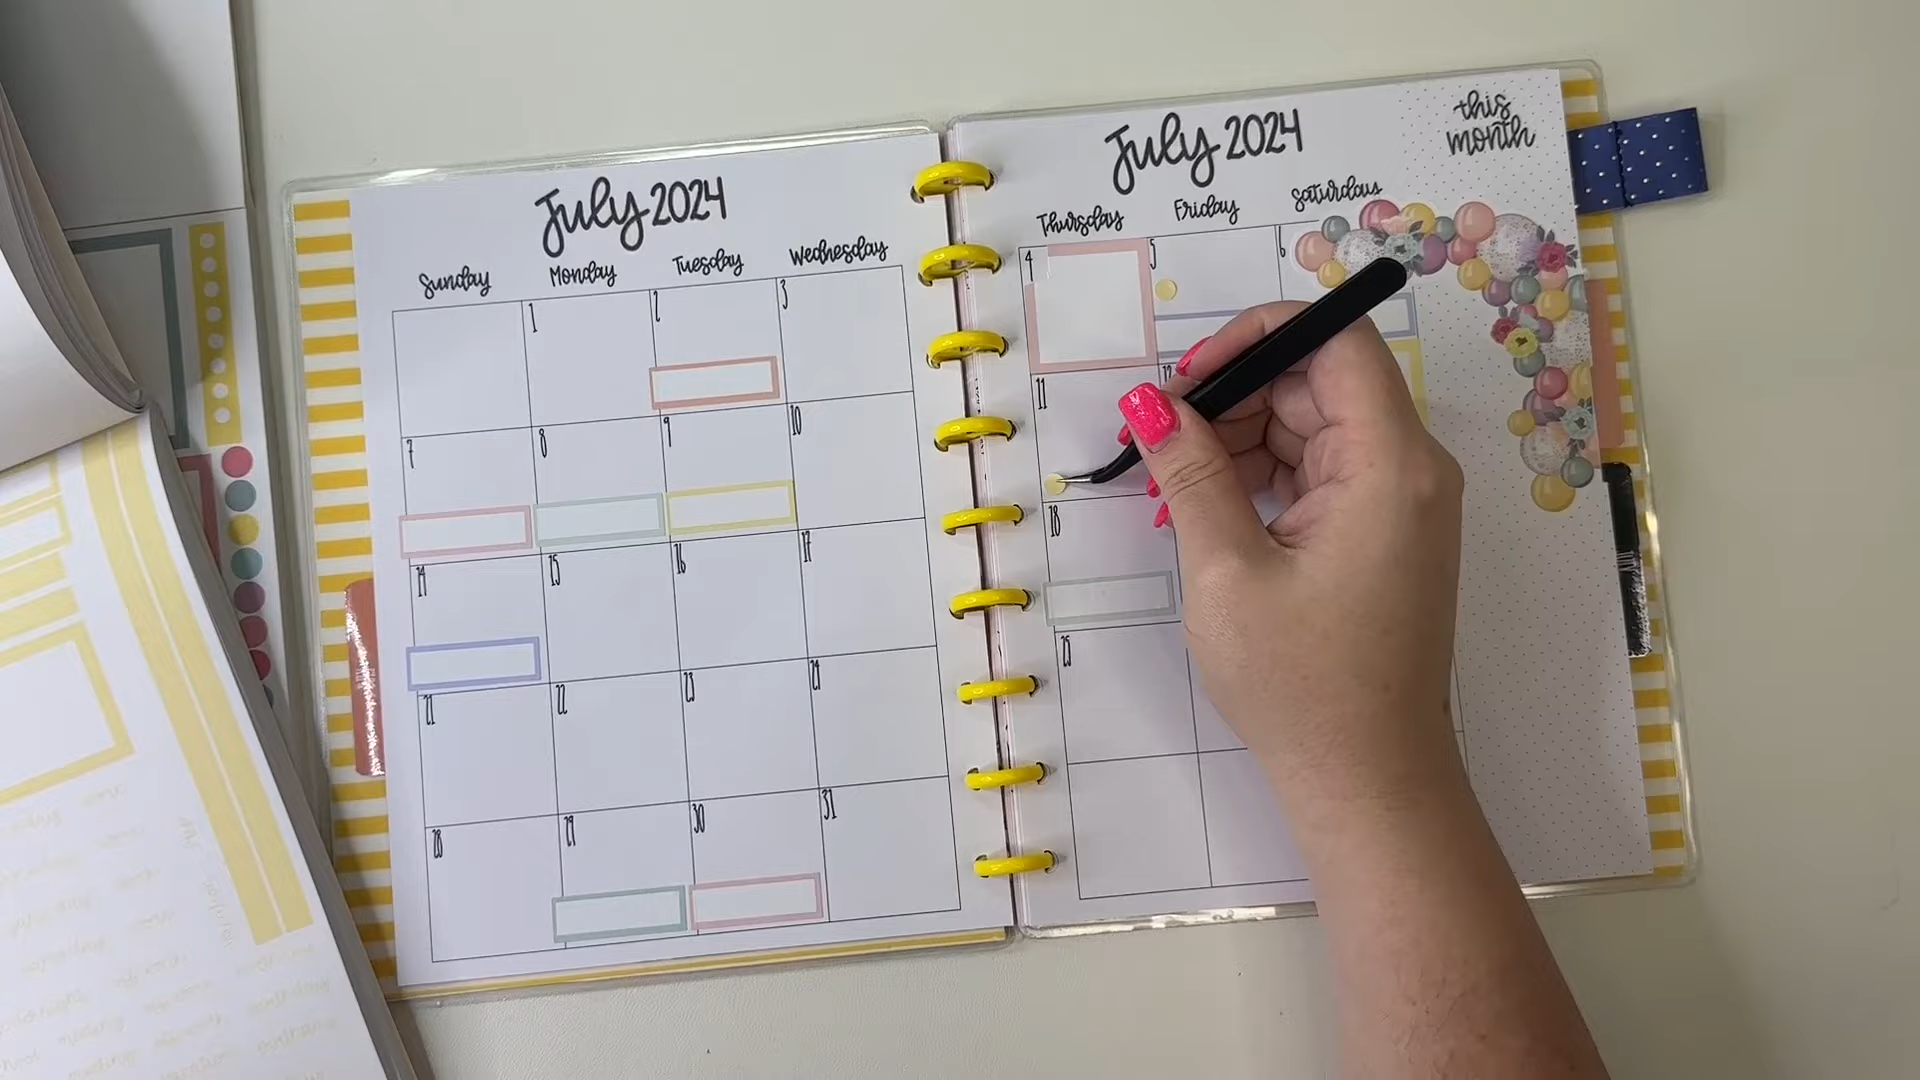 July 2024
Sunday Monday Tuesday Wednesday
1 2 3
7 8 9 10
14 15 16 17
21 22 23 24
28 29 30 31
July 2024
this
month
Thursday Friday Saturday
4 5 6
11 12
18
25